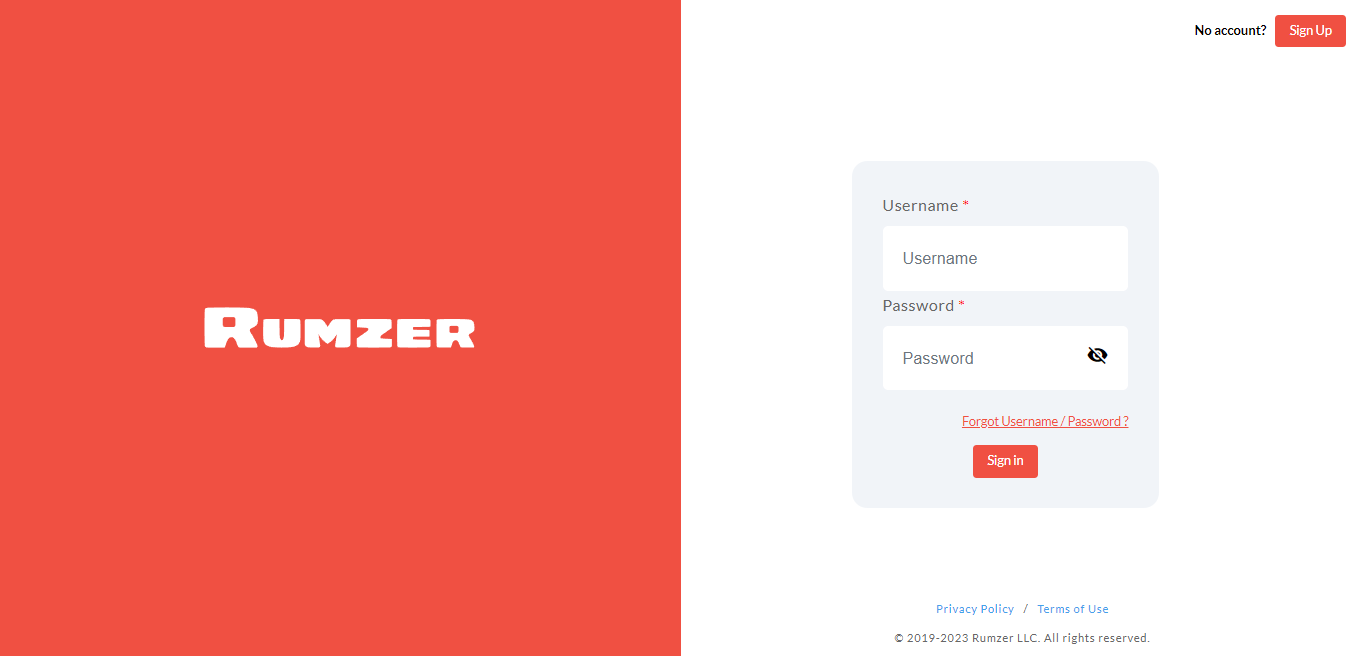 No account? Sign Up
RUMZER
Username *
Username
Password *
Password
Forgot Username / Password ?
Sign in
Privacy Policy / Terms of Use
© 2019-2023 Rumzer LLC. All rights reserved.